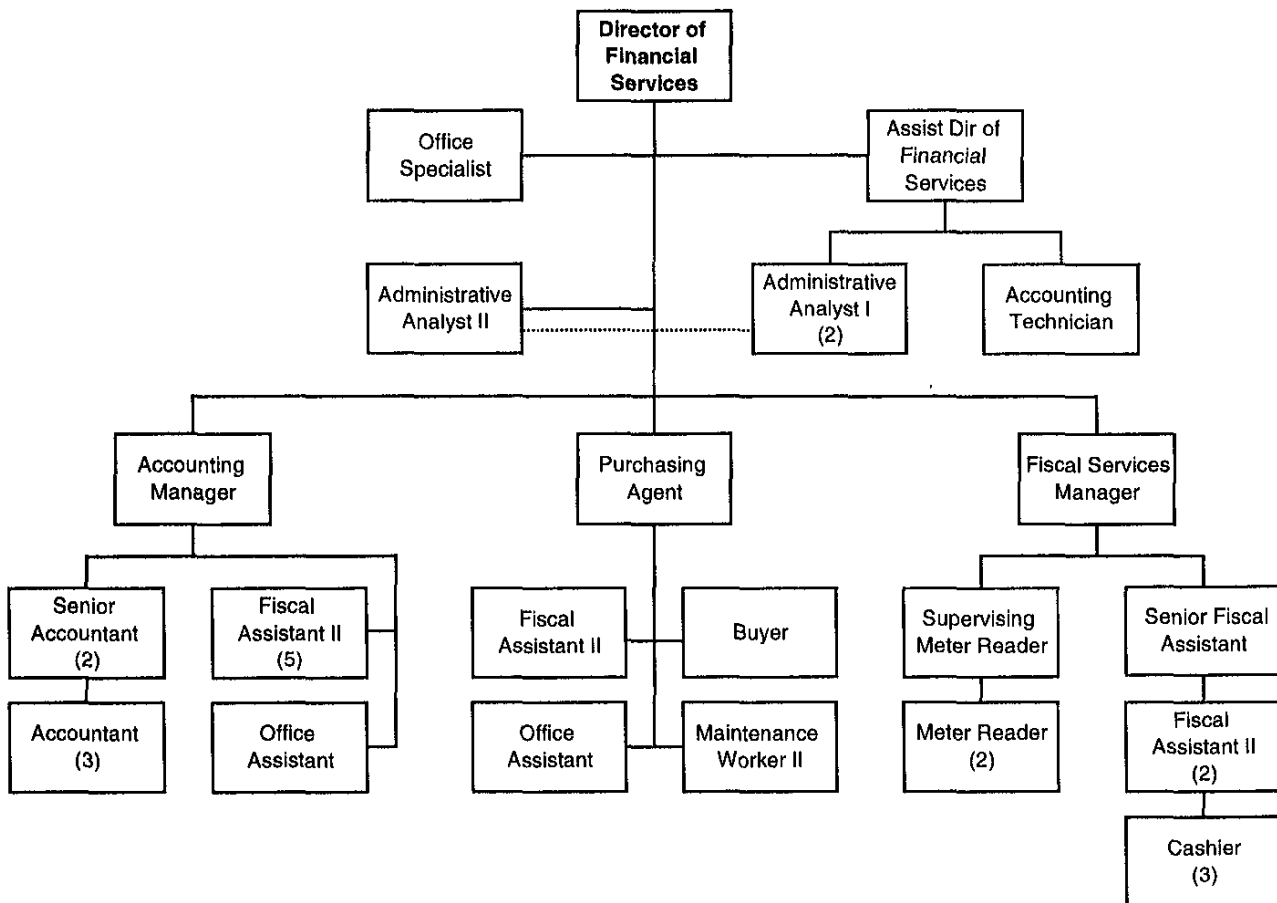 Director of
Financial
Services
Office
Specialist
Assist Dir of
Financial
Services
Administrative
Analyst II
Administrative
Analyst I
(2)
Accounting
Technician
Accounting
Manager
Purchasing
Agent
Fiscal Services
Manager
Senior
Accountant
(2)
Fiscal
Assistant II
(5)
Fiscal
Assistant II
Buyer
Supervising
Meter Reader
Senior Fiscal
Assistant
Accountant
(3)
Office
Assistant
Office
Assistant
Maintenance
Worker II
Meter Reader
(2)
Fiscal
Assistant II
(2)
Cashier
(3)